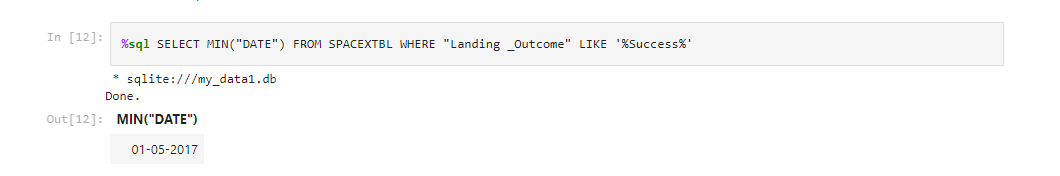 In [12]: %sql SELECT MIN("DATE") FROM SPACEXTBL WHERE "Landing _Outcome" LIKE '%Success%'
* sqlite:///my_data1.db
Done.
Out[12]: MIN("DATE")
01-05-2017